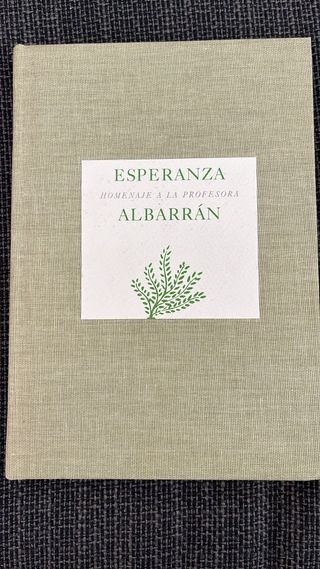 ESPERANZA
HOMENAJE A LA PROFESORA
ALBARRÁN